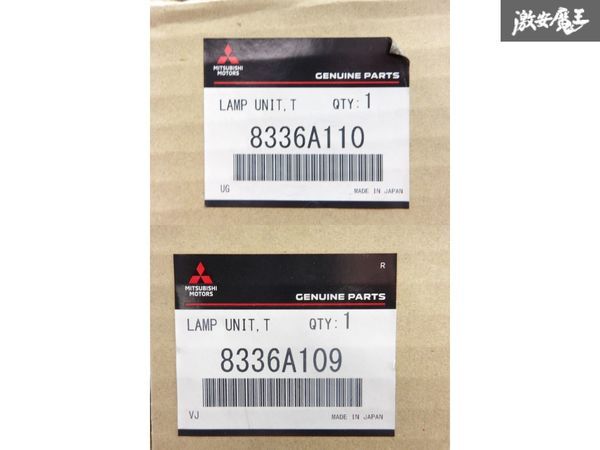 激安魔王
MITSUBISHI
MOTORS
GENUINE PARTS
LAMP UNIT, T QTY: 1
8336A110
UG MADE IN JAPAN
R
MITSUBISHI
MOTORS
GENUINE PARTS
LAMP UNIT, T QTY: 1
8336A109
VJ MADE IN JAPAN